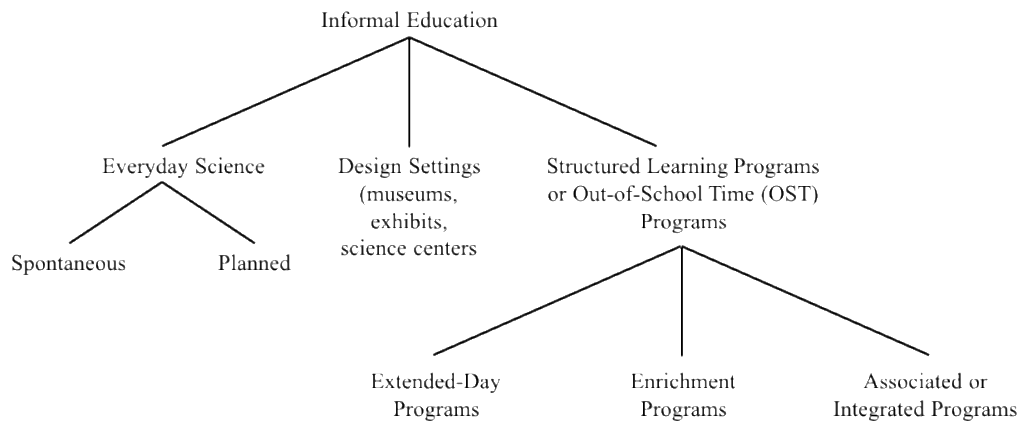 Informal Education
Everyday Science
Design Settings
(museums,
exhibits,
science centers
Structured Learning Programs
or Out-of-School Time (OST)
Programs
Spontaneous
Planned
Extended-Day
Programs
Enrichment
Programs
Associated or
Integrated Programs